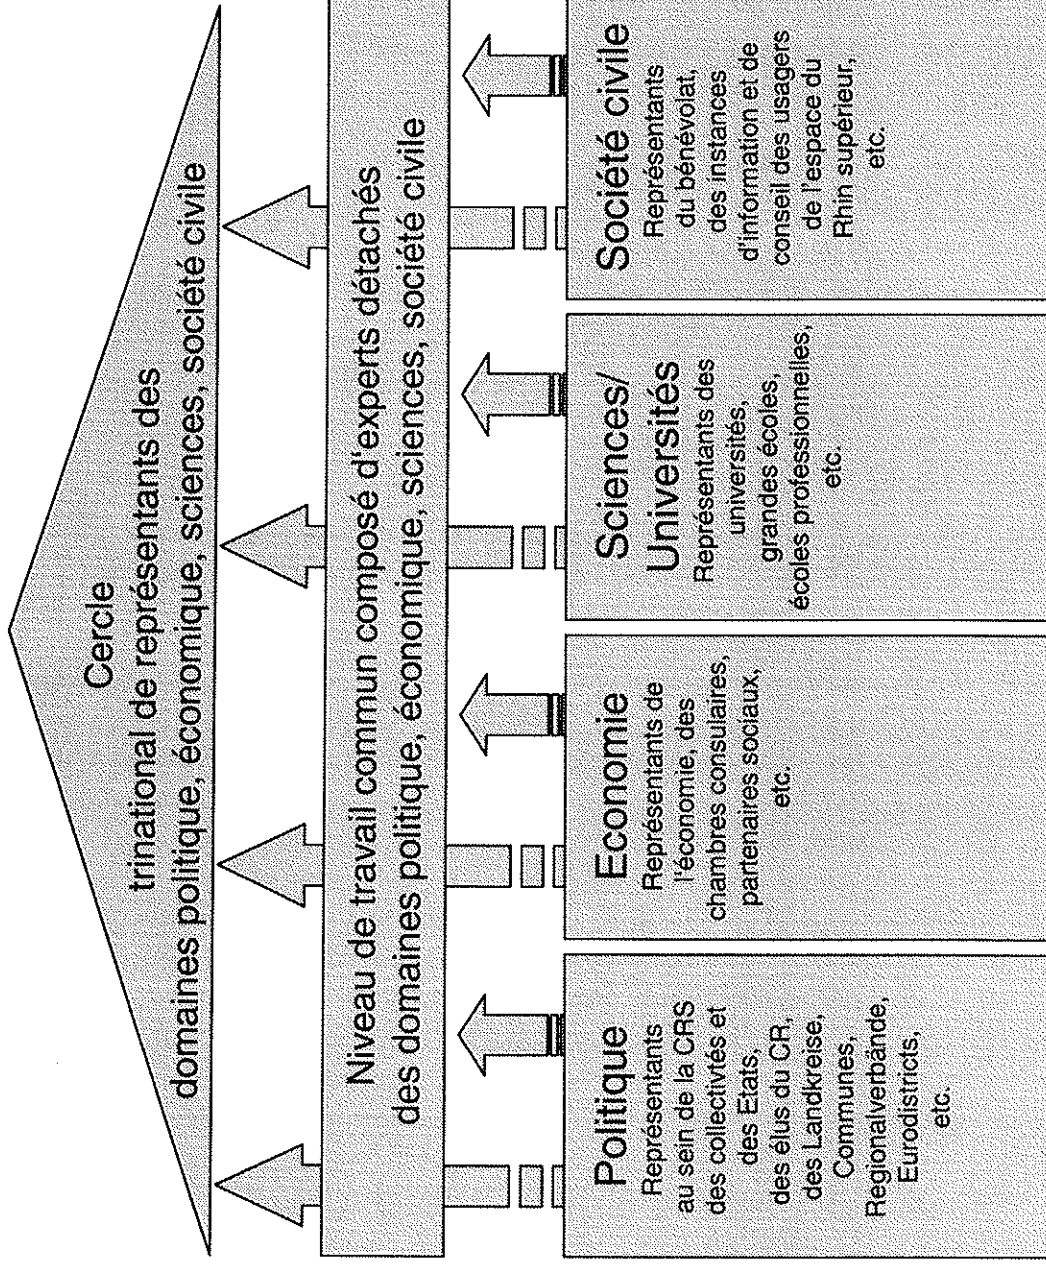 Cercle
trinational de représentants des
domaines politique, économique, sciences, société civile
Niveau de travail commun composé d'experts détachés
des domaines politique, économique, sciences, société civile
Politique
Représentants
au sein de la CRS
des collectivtés et
des Etats,
des élus du CR,
des Landkreise,
Communes,
Regionalverbände,
Eurodistricts,
etc.
Economie
Représentants de
l'économie, des
chambres consulaires,
partenaires sociaux,
etc.
Sciences/
Universités
Représentants des
universités,
grandes écoles,
écoles professionnelles,
etc.
Société civile
Représentants
du bénévolat,
des instances
d'information et de
conseil des usagers
de l'espace du
Rhin supérieur,
etc.